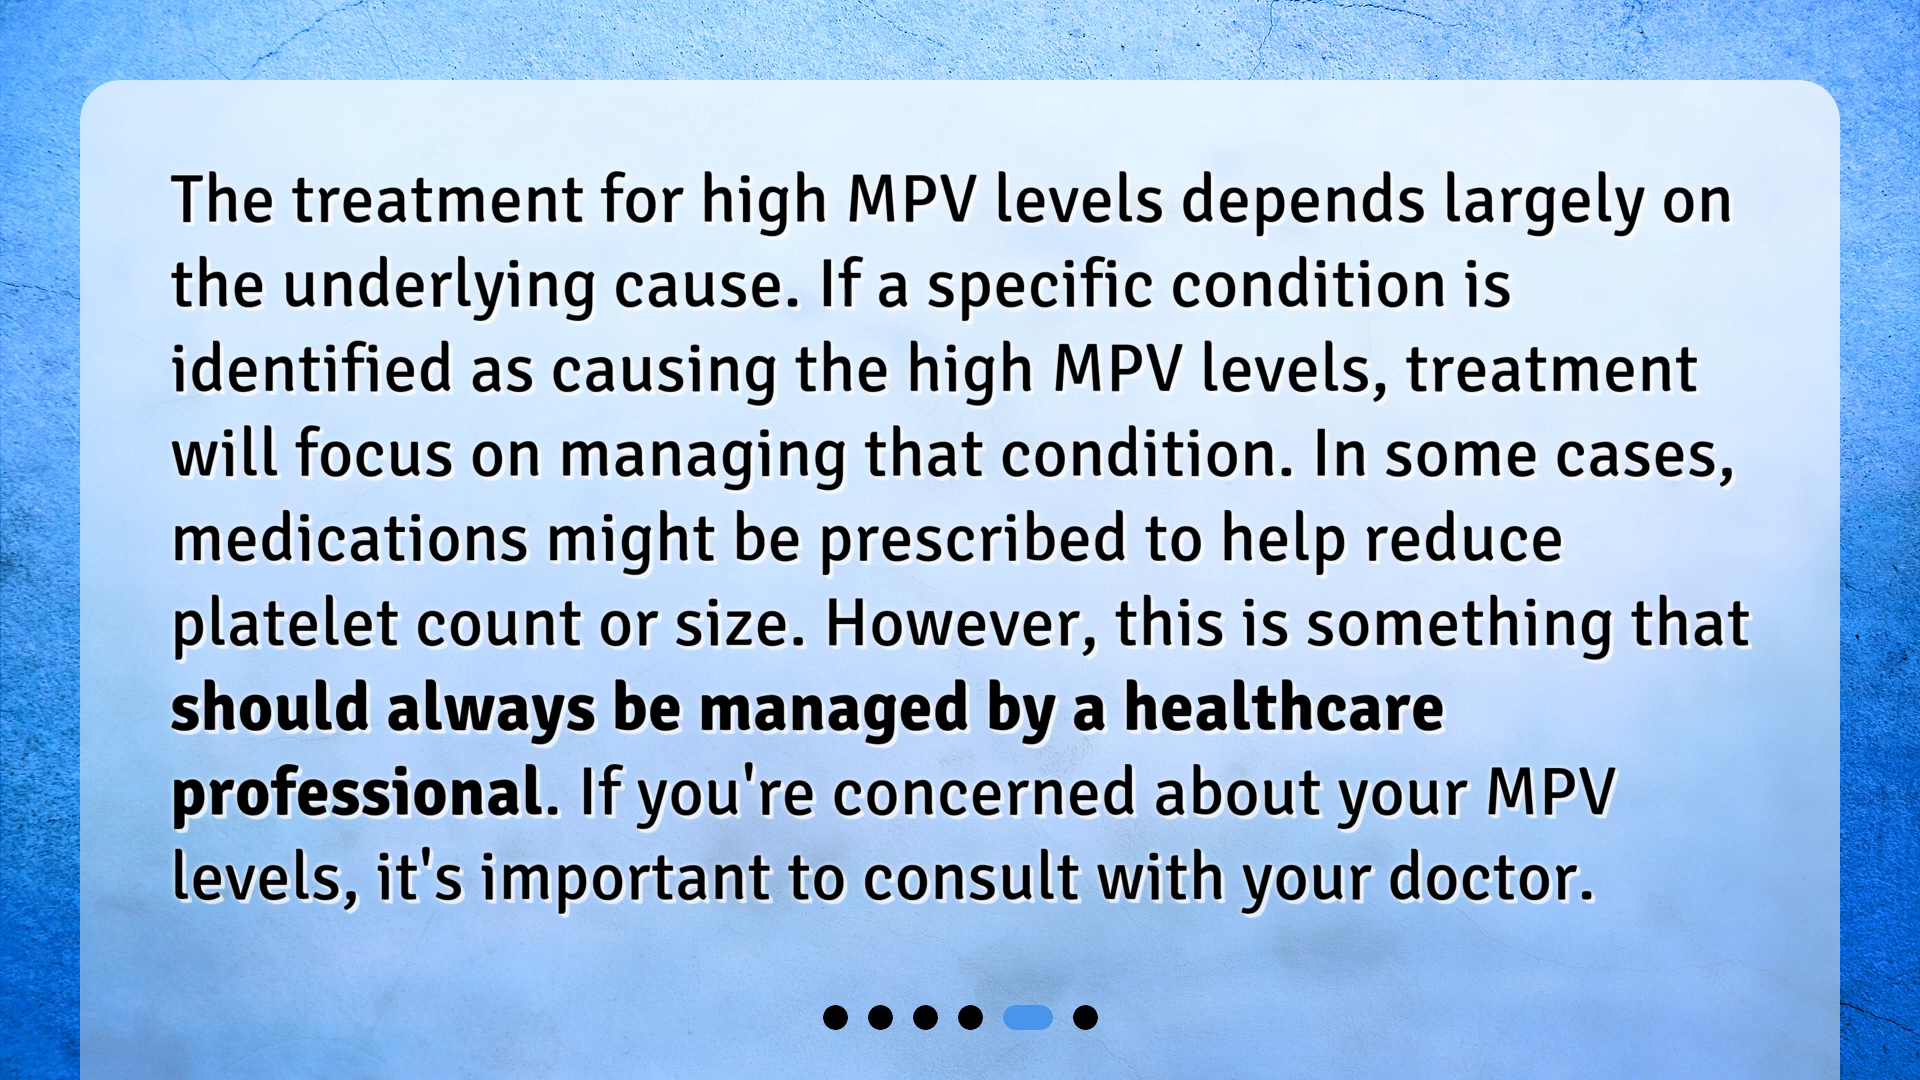 The treatment for high MPV levels depends largely on
the underlying cause. If a specific condition is
identified as causing the high MPV levels, treatment
will focus on managing that condition. In some cases,
medications might be prescribed to help reduce
platelet count or size. However, this is something that
should always be managed by a healthcare
professional. If you're concerned about your MPV
levels, it's important to consult with your doctor.